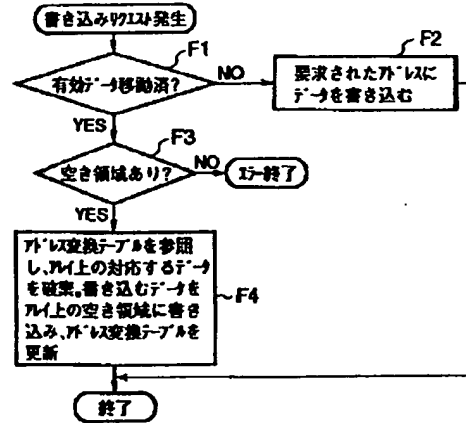 書き込みリクエスト発生
F1
有効データ移動済?
NO
F2
要求されたアドレスに
データを書き込む
YES
F3
空き領域あり?
NO
エラー終了
YES
アドレス変換テーブルを参照
し、アレイ上の対応するデータ
を破棄。書き込むデータを
アレイ上の空き領域に書き
込み、アドレス変換テーブルを
更新
F4
終了